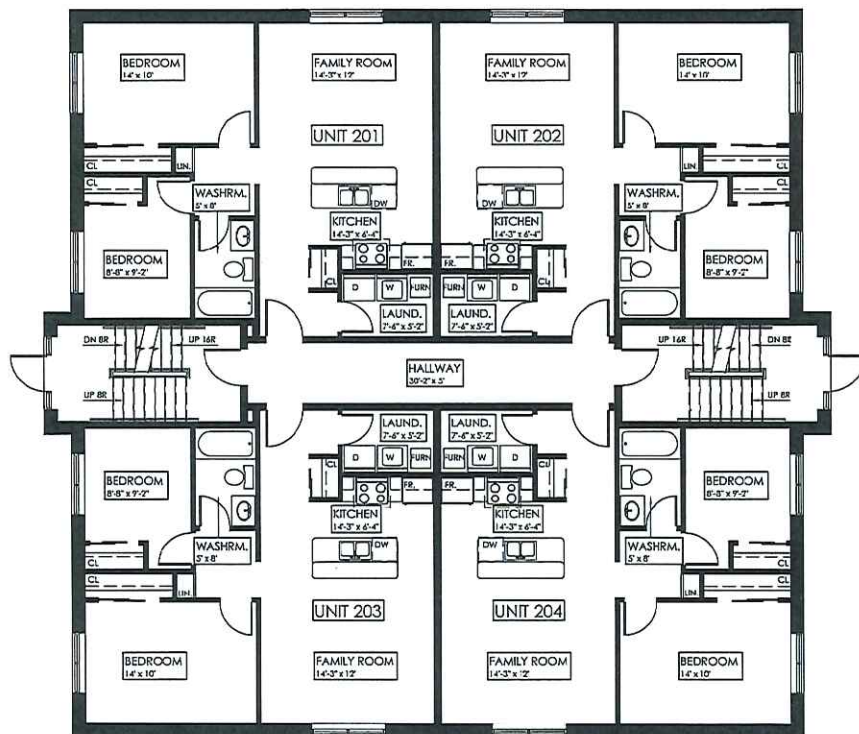 BEDROOM
14' x 10'
FAMILY ROOM
14'-3" x 12'
FAMILY ROOM
14'-3" x 12'
BEDROOM
14' x 10'
UNIT 201
UNIT 202
CL
LIN.
LIN.
CL
CL
WASHRM.
5' x 8'
DW
DW
WASHRM.
5' x 8'
CL
KITCHEN
14'-3" x 6'-4"
KITCHEN
14'-3" x 6'-4"
BEDROOM
8'-8" x 9'-2"
CL
FR.
FR.
CL
BEDROOM
8'-8" x 9'-2"
D
W
FURN
FURN
W
D
LAUND.
7'-6" x 5'-2"
LAUND.
7'-6" x 5'-2"
DN 8R
UP 16R
UP 16R
DN 8R
HALLWAY
30'-2" x 5'
UP 8R
UP 8R
LAUND.
7'-6" x 5'-2"
LAUND.
7'-6" x 5'-2"
D
W
FURN
FURN
W
D
BEDROOM
8'-8" x 9'-2"
CL
FR.
FR.
CL
BEDROOM
8'-8" x 9'-2"
KITCHEN
14'-3" x 6'-4"
KITCHEN
14'-3" x 6'-4"
WASHRM.
5' x 8'
DW
DW
WASHRM.
5' x 8'
CL
CL
CL
LIN.
LIN.
CL
UNIT 203
UNIT 204
BEDROOM
14' x 10'
FAMILY ROOM
14'-3" x 12'
FAMILY ROOM
14'-3" x 12'
BEDROOM
14' x 10'